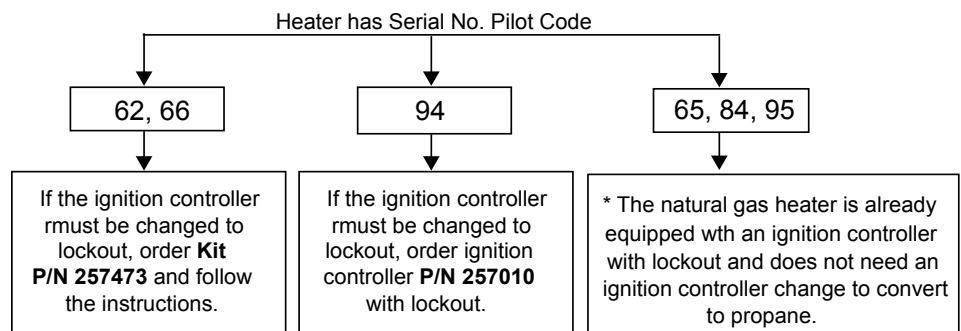 Heater has Serial No. Pilot Code
62, 66
94
65, 84, 95
If the ignition controller
rmust be changed to
lockout, order Kit
P/N 257473 and follow
the instructions.
If the ignition controller
rmust be changed to
lockout, order ignition
controller P/N 257010
with lockout.
* The natural gas heater is already
equipped wth an ignition controller
with lockout and does not need an
ignition controller change to convert
to propane.